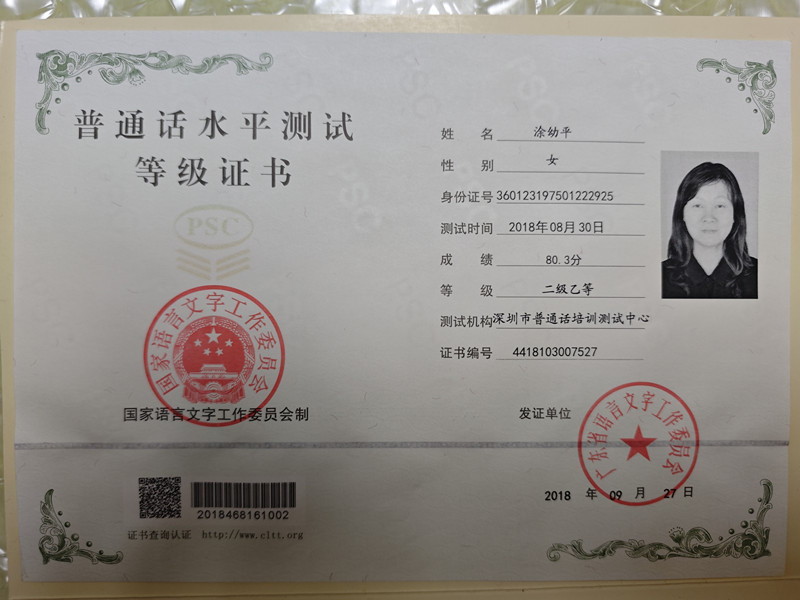 普通话水平测试
等级证书
PSC
国家语言文字工作委员会
国家语言文字工作委员会制
2018468161002
证书查询认证 http://www.cltt.org
姓 名 涂幼平
性 别 女
身份证号 360123197501222925
测试时间 2018年08月30日
成 绩 80.3分
等 级 二级乙等
测试机构 深圳市普通话培训测试中心
证书编号 4418103007527
发证单位
广东省语言文字工作委员会
2018 年 09 月 27 日